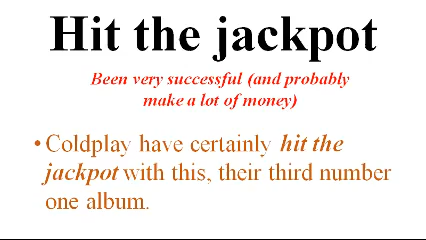 Hit the jackpot
Been very successful (and probably
make a lot of money)
• Coldplay have certainly hit the
jackpot with this, their third number
one album.